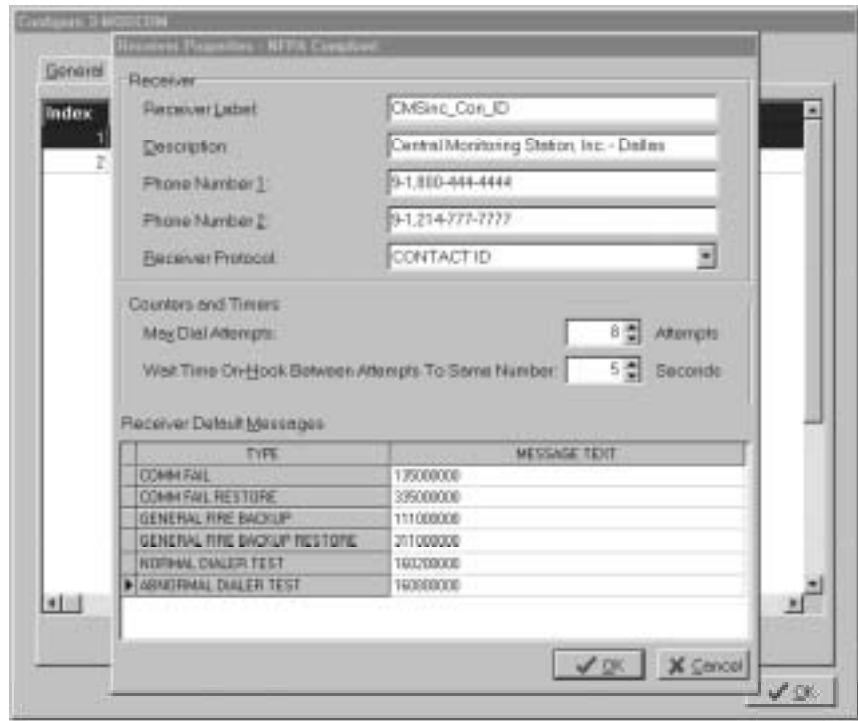 Configure 3-MODCOM
Receiver Properties - NFPA Compliant
General
Index
1
2
Receiver
Receiver Label: CMSinc_Con_ID
Description: Central Monitoring Station, Inc. - Dallas
Phone Number 1: 9-1,800-444-4444
Phone Number 2: 9-1,214-777-7777
Receiver Protocol: CONTACT ID
Counters and Timers
Max Dial Attempts: 8 Attempts
Wait Time On-Hook Between Attempts To Same Number: 5 Seconds
Receiver Default Messages
TYPE MESSAGE TEXT
COMM FAIL 135000000
COMM FAIL RESTORE 335000000
GENERAL FIRE BACKUP 111000000
GENERAL FIRE BACKUP RESTORE 311000000
NORMAL DIALER TEST 160200000
ABNORMAL DIALER TEST 160800000
OK Cancel
OK